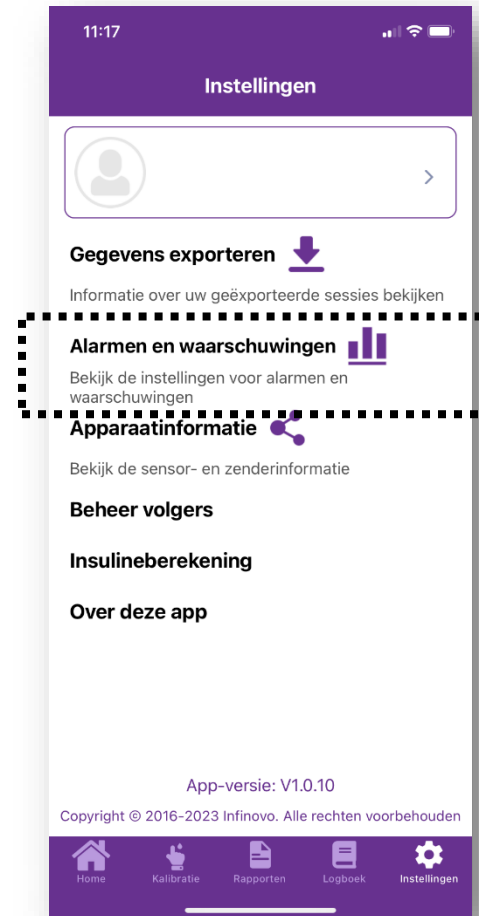 11:17
Instellingen
Gegevens exporteren
Informatie over uw geëxporteerde sessies bekijken
Alarmen en waarschuwingen
Bekijk de instellingen voor alarmen en
waarschuwingen
Apparaatinformatie
Bekijk de sensor- en zenderinformatie
Beheer volgers
Insulineberekening
Over deze app
App-versie: V1.0.10
Copyright © 2016-2023 Infinovo. Alle rechten voorbehouden
Home Kalibratie Rapporten Logboek Instellingen